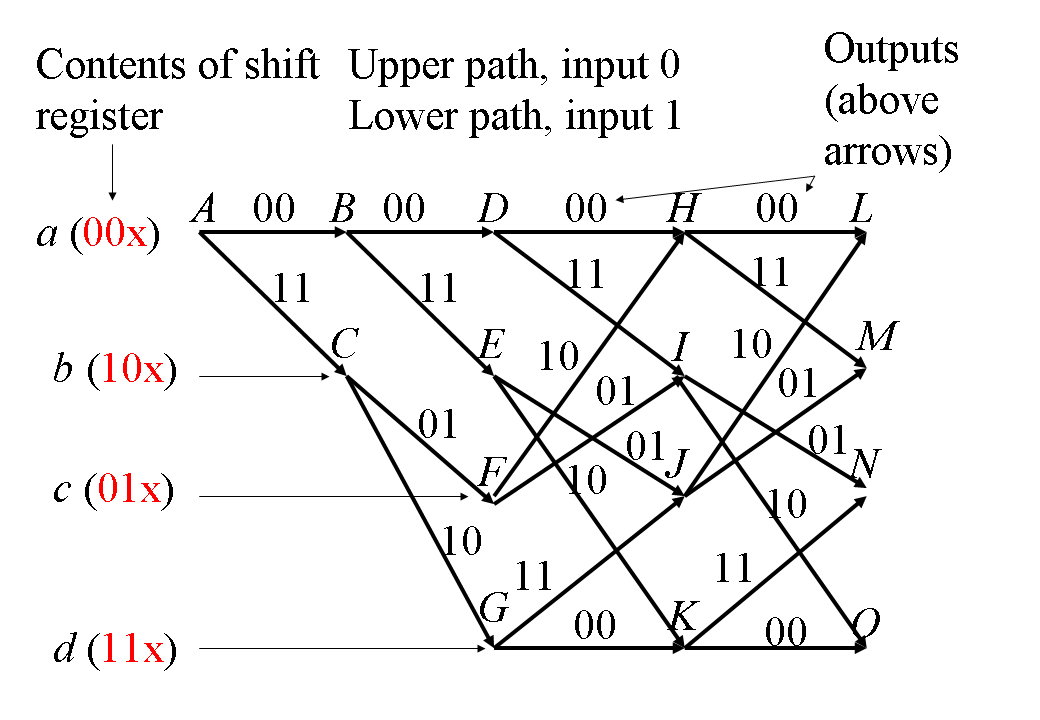 Contents of shift
register
Upper path, input 0
Lower path, input 1
Outputs
(above
arrows)
a (00x) A 00 B 00 D 00 H 00 L
11 11 11 11
b (10x) C E 10 I 10 M
01 01
01 01 01
c (01x) F 10 J 10 N
10 11 11
d (11x) G 00 K 00 O